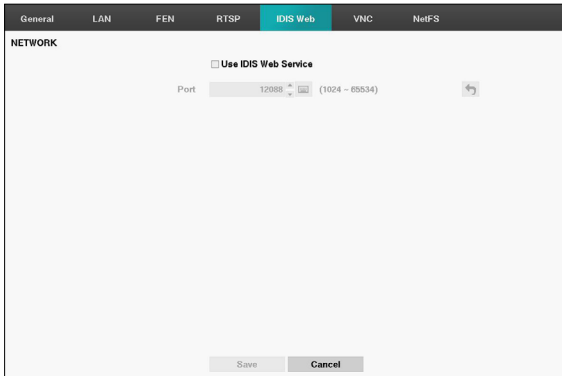 General LAN FEN RTSP IDIS Web VNC NetFS
NETWORK
Use IDIS Web Service
Port 12088 (1024 ~ 65534)
Save Cancel